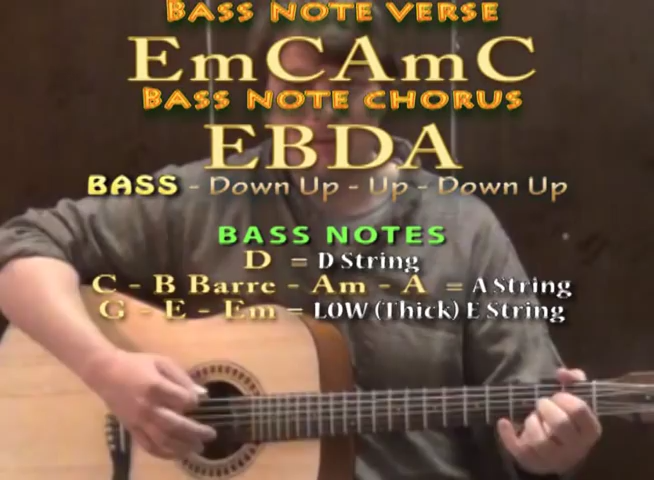 BASS NOTE VERSE
EmCAmC
BASS NOTE CHORUS
EBDA
BASS - Down Up - Up - Down Up
BASS NOTES
D = D String
C - B Barre - Am - A = A String
G - E - Em = LOW (Thick) E String